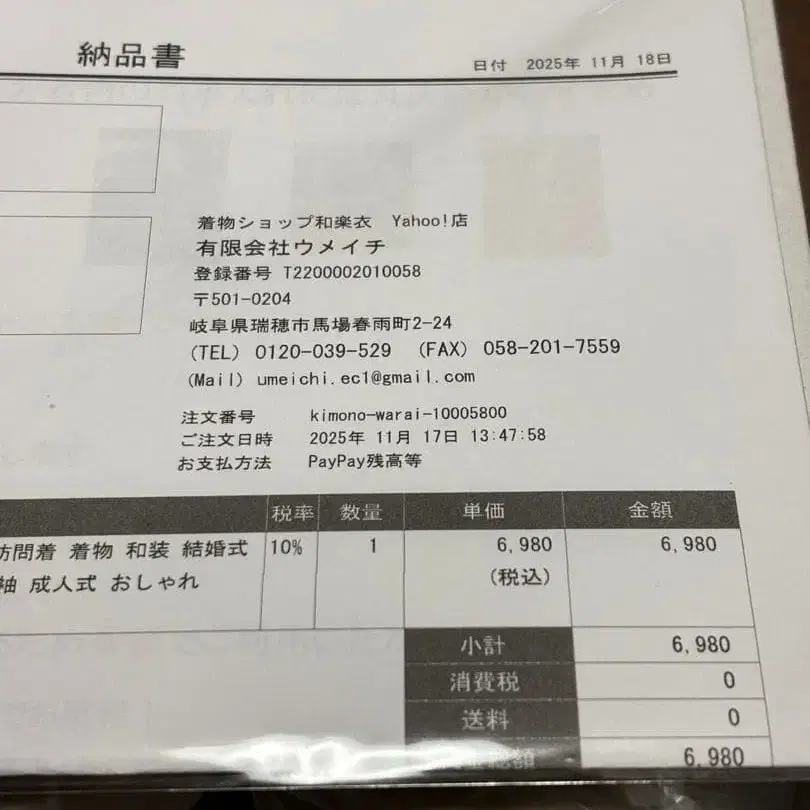 納品書
日付 2025年 11月 18日
着物ショップ和楽衣 Yahoo!店
有限会社ウメイチ
登録番号 T2200002010058
〒501-0204
岐阜県瑞穂市馬場春雨町2-24
(TEL) 0120-039-529 (FAX) 058-201-7559
(Mail) umeichi.ec1@gmail.com
注文番号 kimono-warai-10005800
ご注文日時 2025年 11月 17日 13:47:58
お支払方法 PayPay残高等
税率 数量 単価 金額
訪問着 着物 和装 結婚式 10% 1 6,980 6,980
袖 成人式 おしゃれ (税込)
小計 6,980
消費税 0
送料 0
6,980